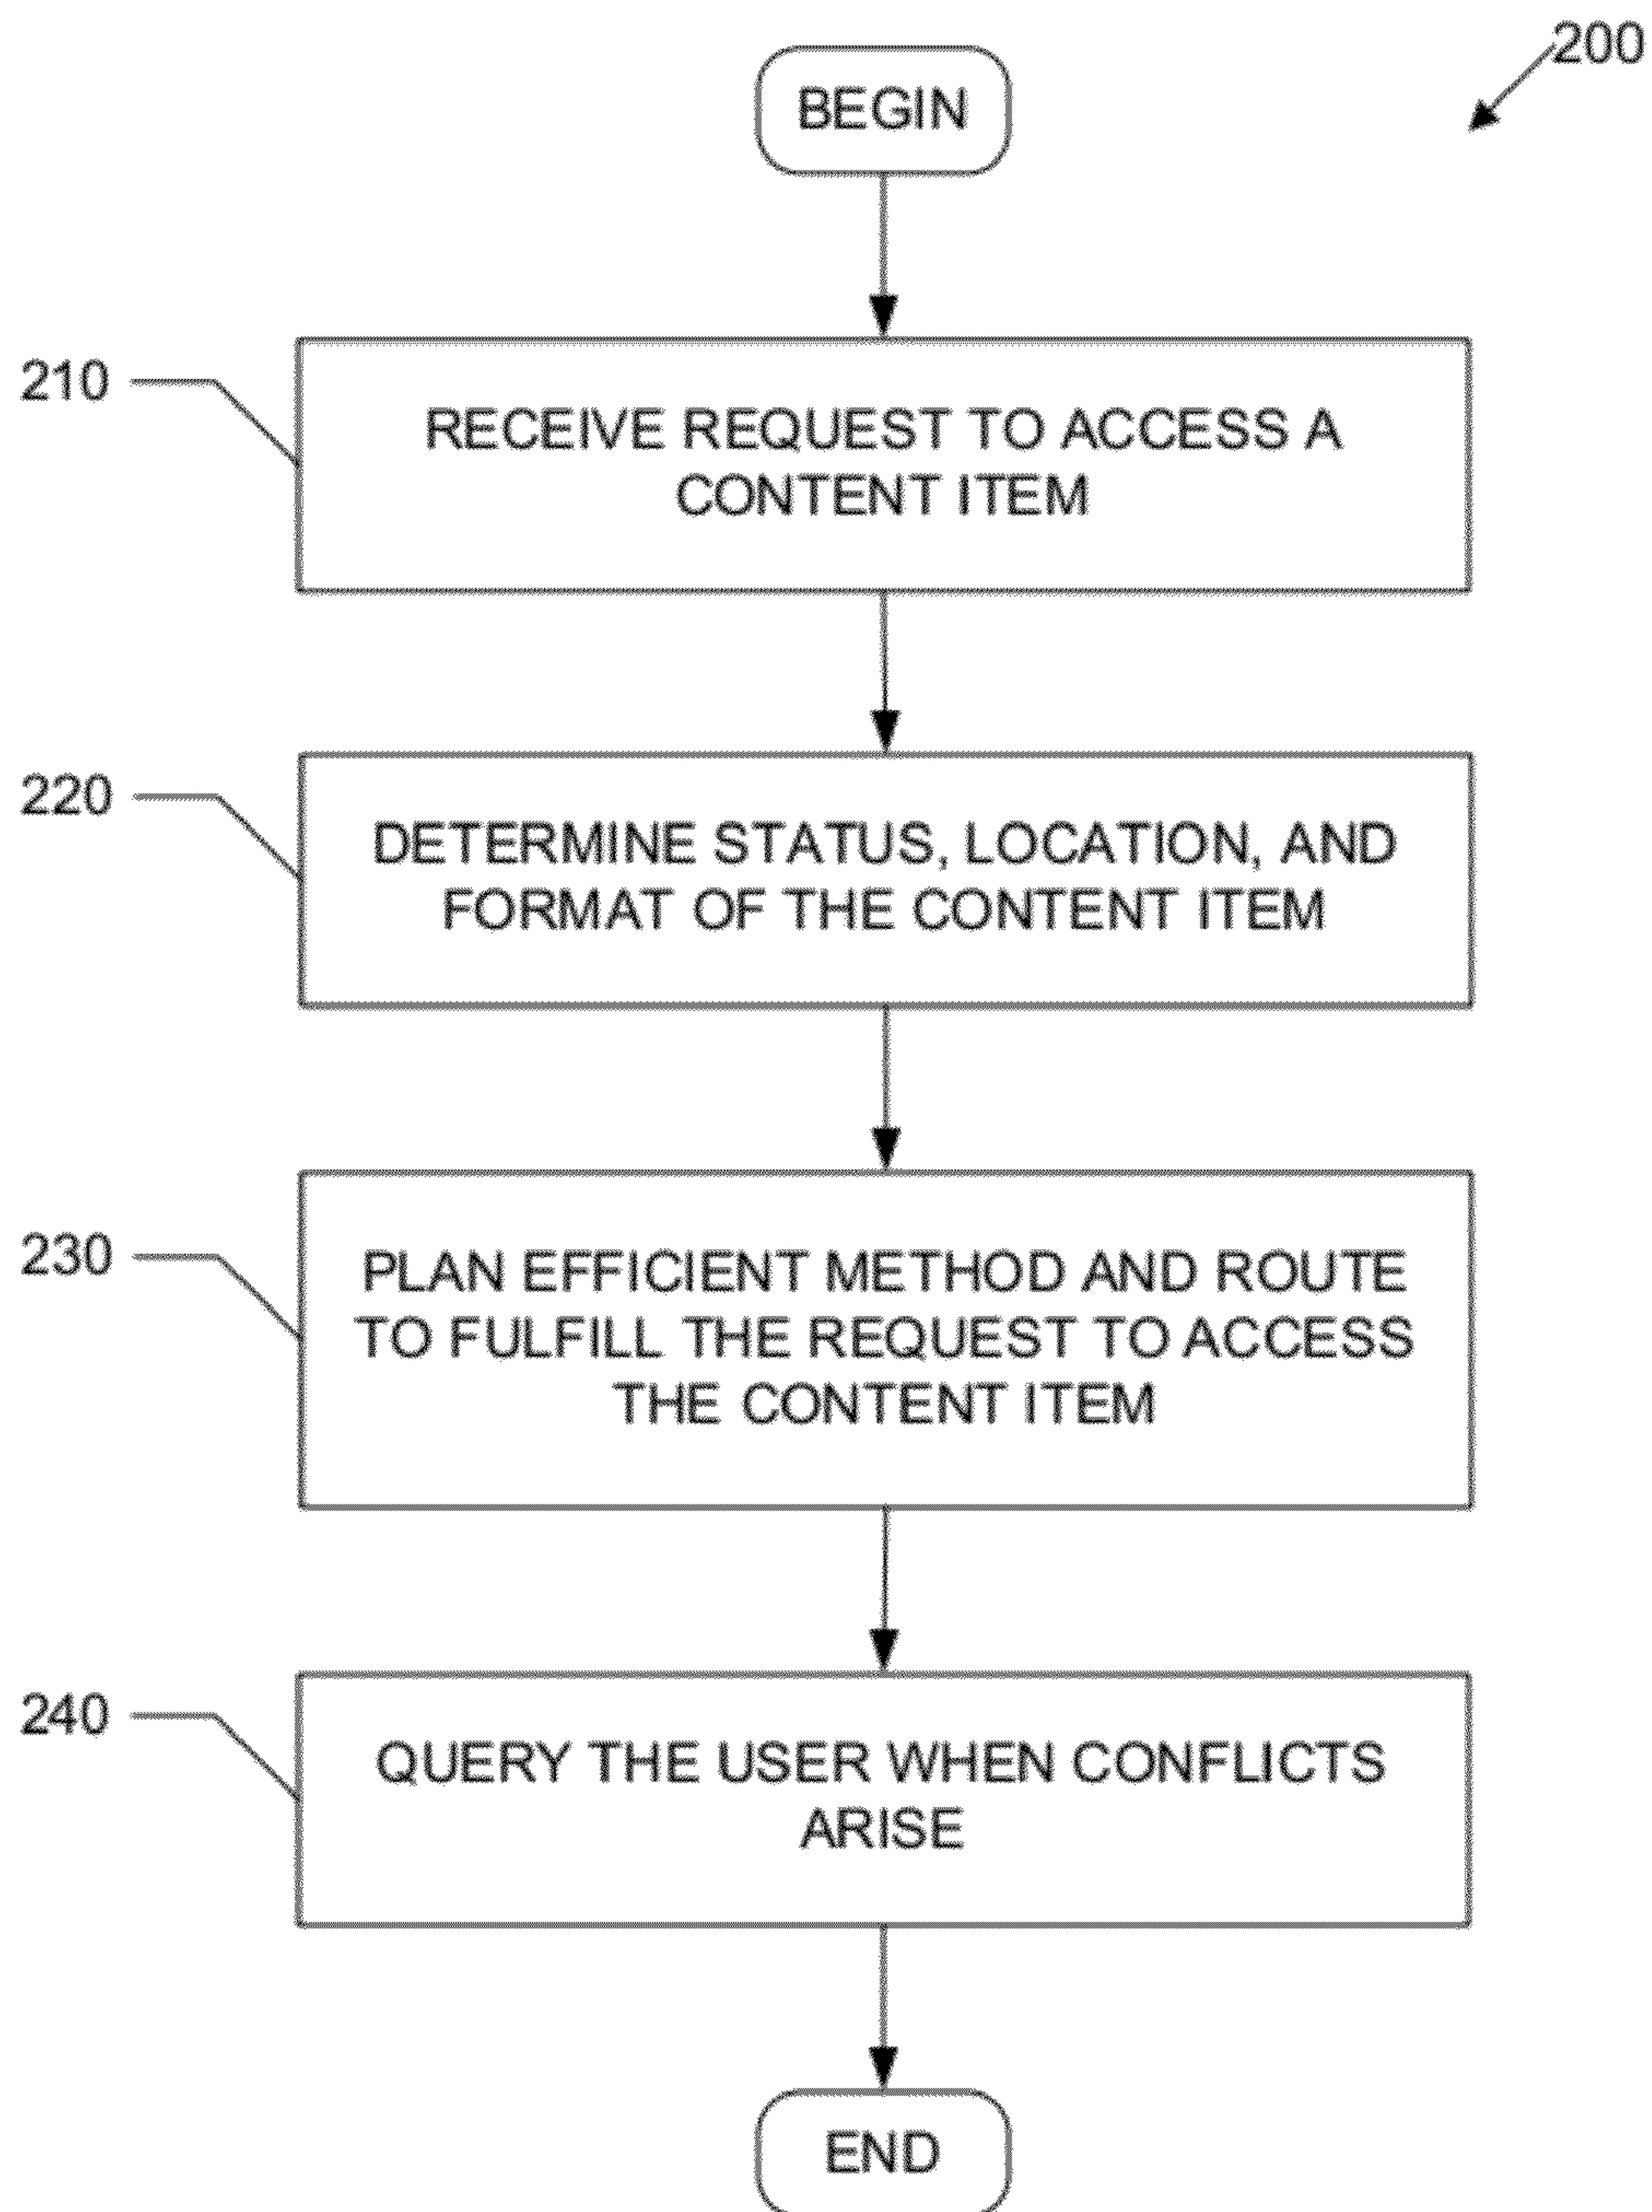 200
BEGIN
210
RECEIVE REQUEST TO ACCESS A
CONTENT ITEM
220
DETERMINE STATUS, LOCATION, AND
FORMAT OF THE CONTENT ITEM
230
PLAN EFFICIENT METHOD AND ROUTE
TO FULFILL THE REQUEST TO ACCESS
THE CONTENT ITEM
240
QUERY THE USER WHEN CONFLICTS
ARISE
END